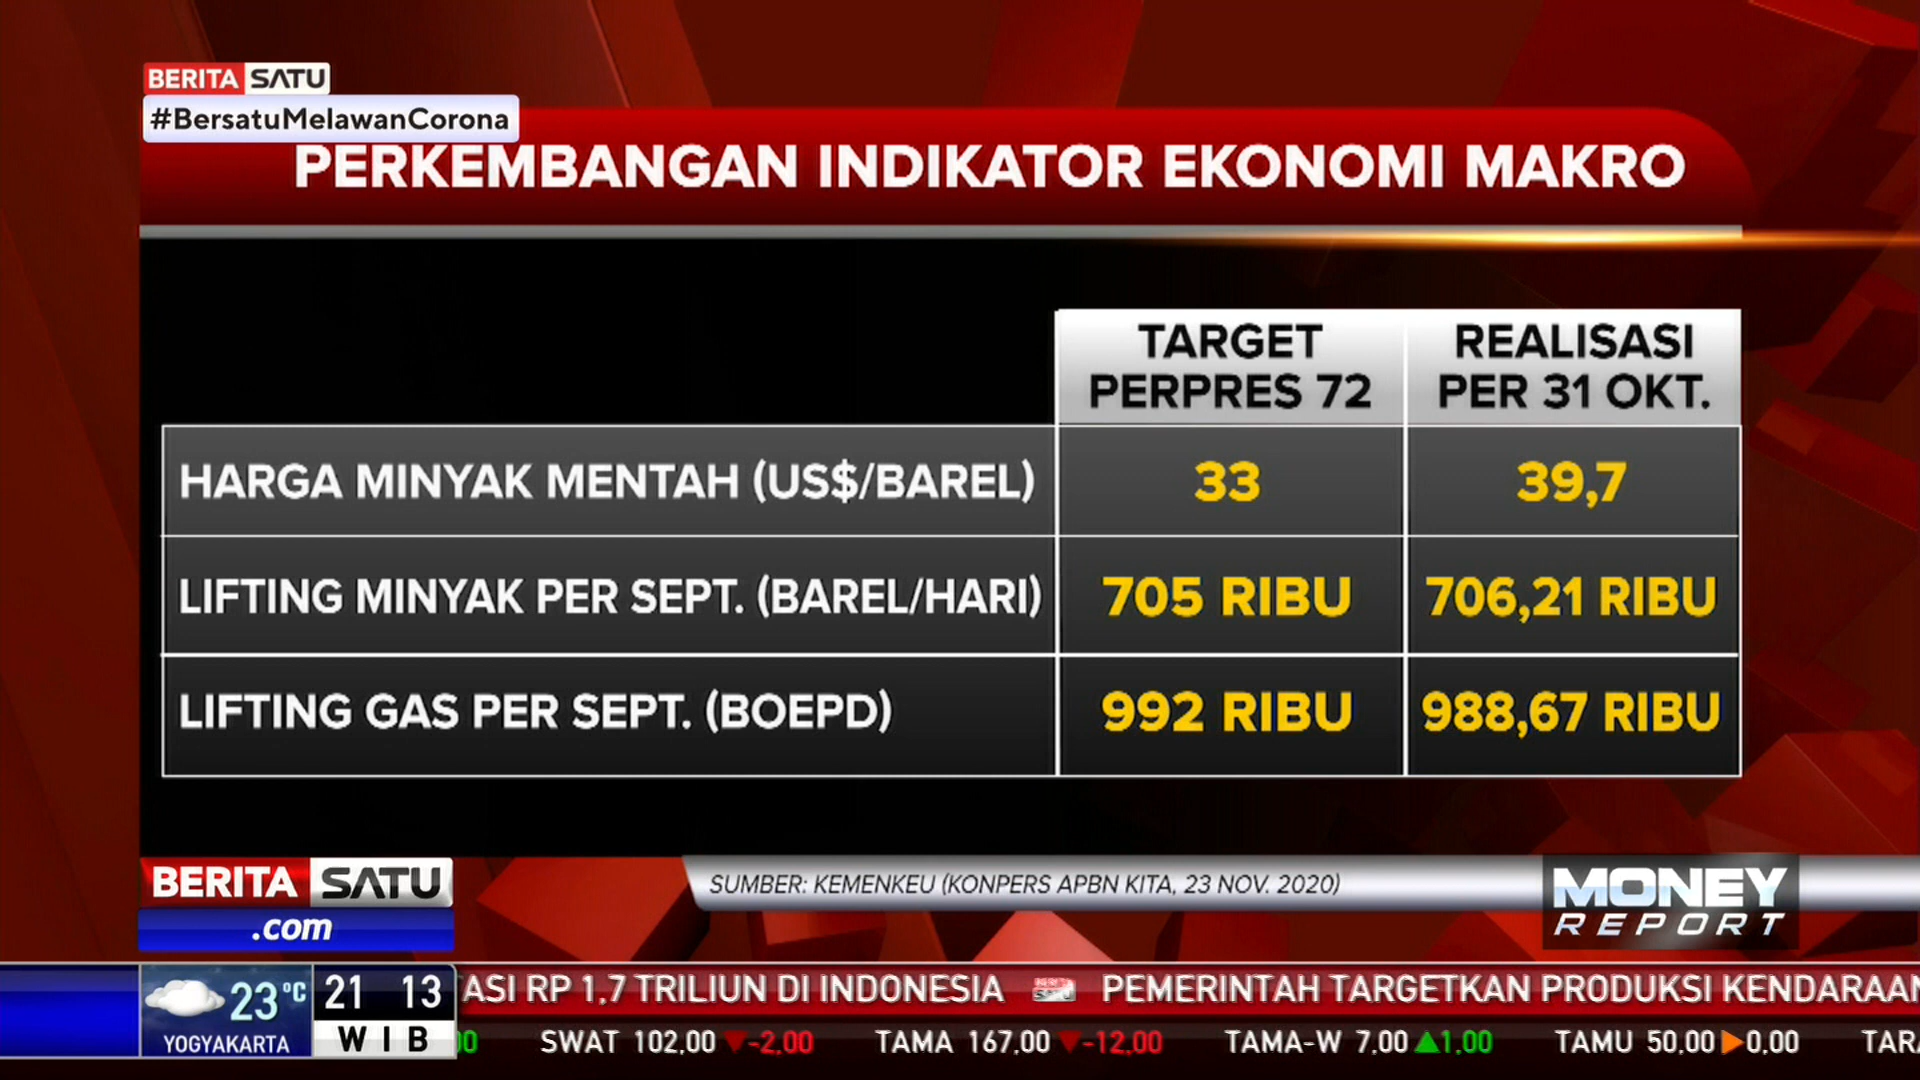 BERITA SATU
#BersatuMelawanCorona
PERKEMBANGAN INDIKATOR EKONOMI MAKRO
TARGET PERPRES 72
REALISASI PER 31 OKT.
HARGA MINYAK MENTAH (US$/BAREL) 33 39,7
LIFTING MINYAK PER SEPT. (BAREL/HARI) 705 RIBU 706,21 RIBU
LIFTING GAS PER SEPT. (BOEPD) 992 RIBU 988,67 RIBU
BERITA SATU
.com
SUMBER: KEMENKEU (KONPERS APBN KITA, 23 NOV. 2020)
MONEY
REPORT
23°C
YOGYAKARTA
21 13
WIB
ASI RP 1,7 TRILIUN DI INDONESIA PEMERINTAH TARGETKAN PRODUKSI KENDARAAN
00 SWAT 102,00 ▼-2,00 TAMA 167,00 ▼-12,00 TAMA-W 7,00 ▲1,00 TAMU 50,00 ▶0,00 TAR